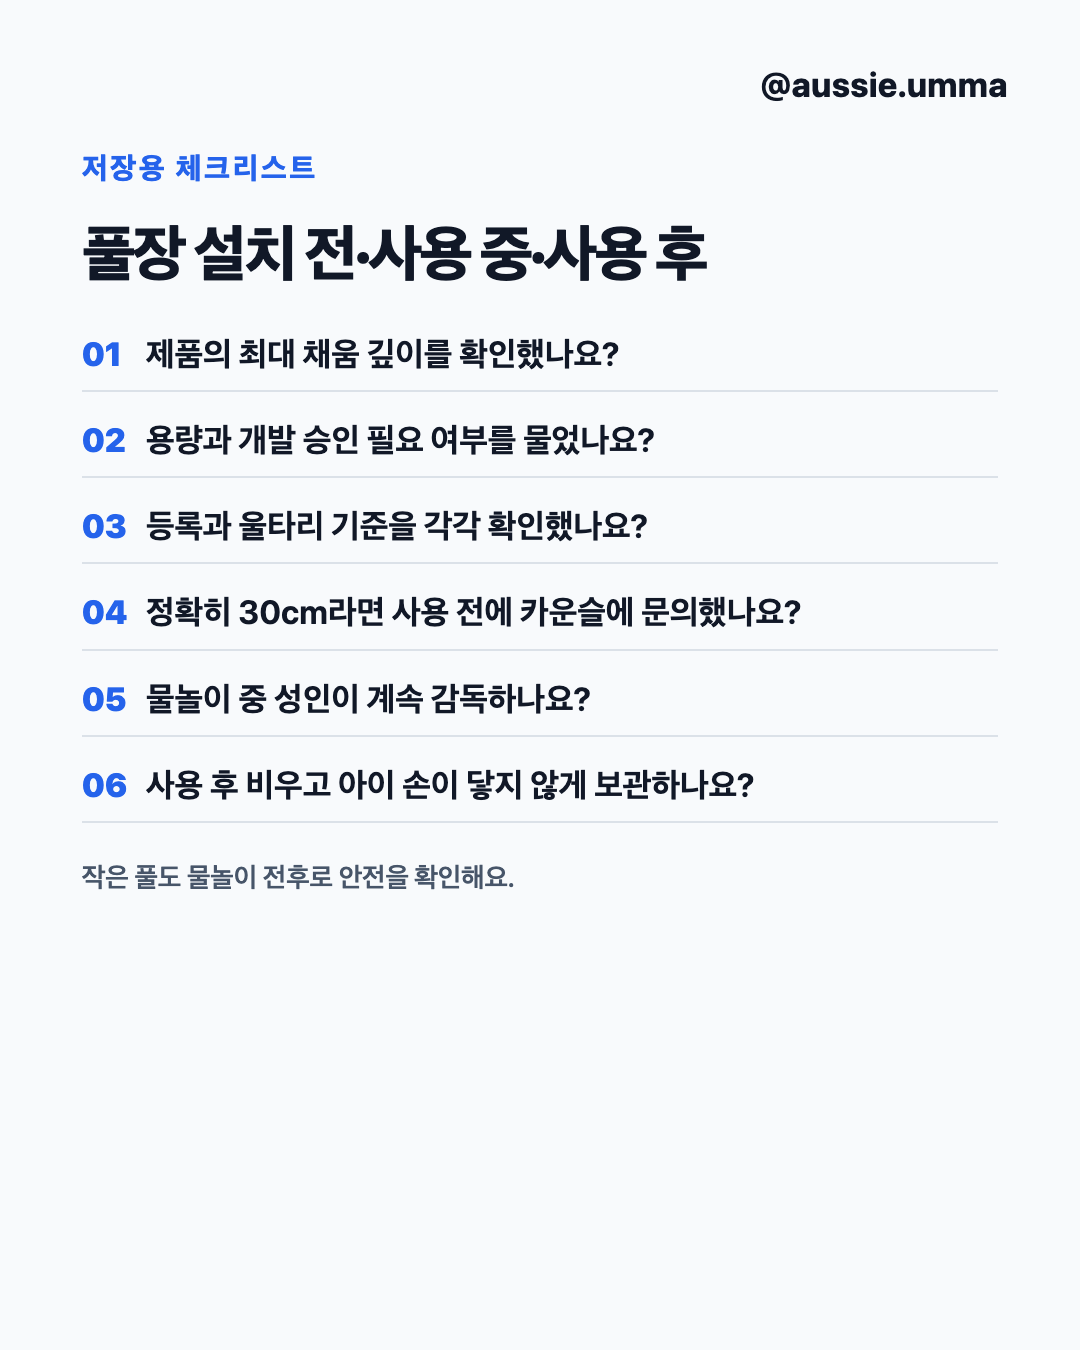 @aussie.umma
저장용 체크리스트
풀장 설치 전·사용 중·사용 후
01 제품의 최대 채움 깊이를 확인했나요?
02 용량과 개발 승인 필요 여부를 물었나요?
03 등록과 울타리 기준을 각각 확인했나요?
04 정확히 30cm라면 사용 전에 카운슬에 문의했나요?
05 물놀이 중 성인이 계속 감독하나요?
06 사용 후 비우고 아이 손이 닿지 않게 보관하나요?
작은 풀도 물놀이 전후로 안전을 확인해요.